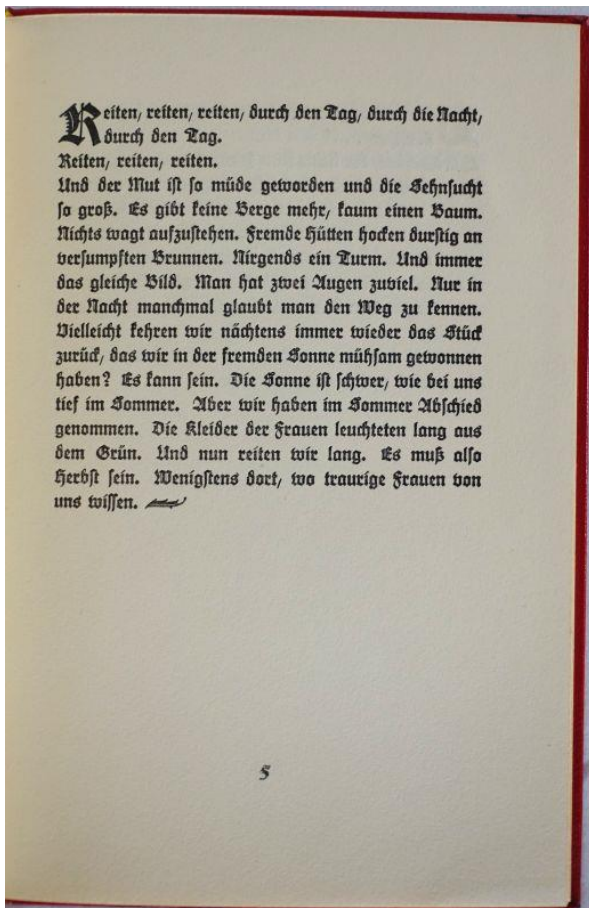 Reiten, reiten, reiten, durch den Tag, durch die Nacht,
durch den Tag.
Reiten, reiten, reiten.
Und der Mut ist so müde geworden und die Sehnsucht
so groß. Es gibt keine Berge mehr, kaum einen Baum.
Nichts wagt aufzustehen. Fremde Hütten hocken durstig an
versumpften Brunnen. Nirgends ein Turm. Und immer
das gleiche Bild. Man hat zwei Augen zuviel. Nur in
der Nacht manchmal glaubt man den Weg zu kennen.
Vielleicht kehren wir nächtens immer wieder das Stück
zurück, das wir in der fremden Sonne mühsam gewonnen
haben? Es kann sein. Die Sonne ist schwer, wie bei uns
tief im Sommer. Aber wir haben im Sommer Abschied
genommen. Die Kleider der Frauen leuchteten lang aus
dem Grün. Und nun reiten wir lang. Es muß also
Herbst sein. Wenigstens dort, wo traurige Frauen von
uns wissen.
5